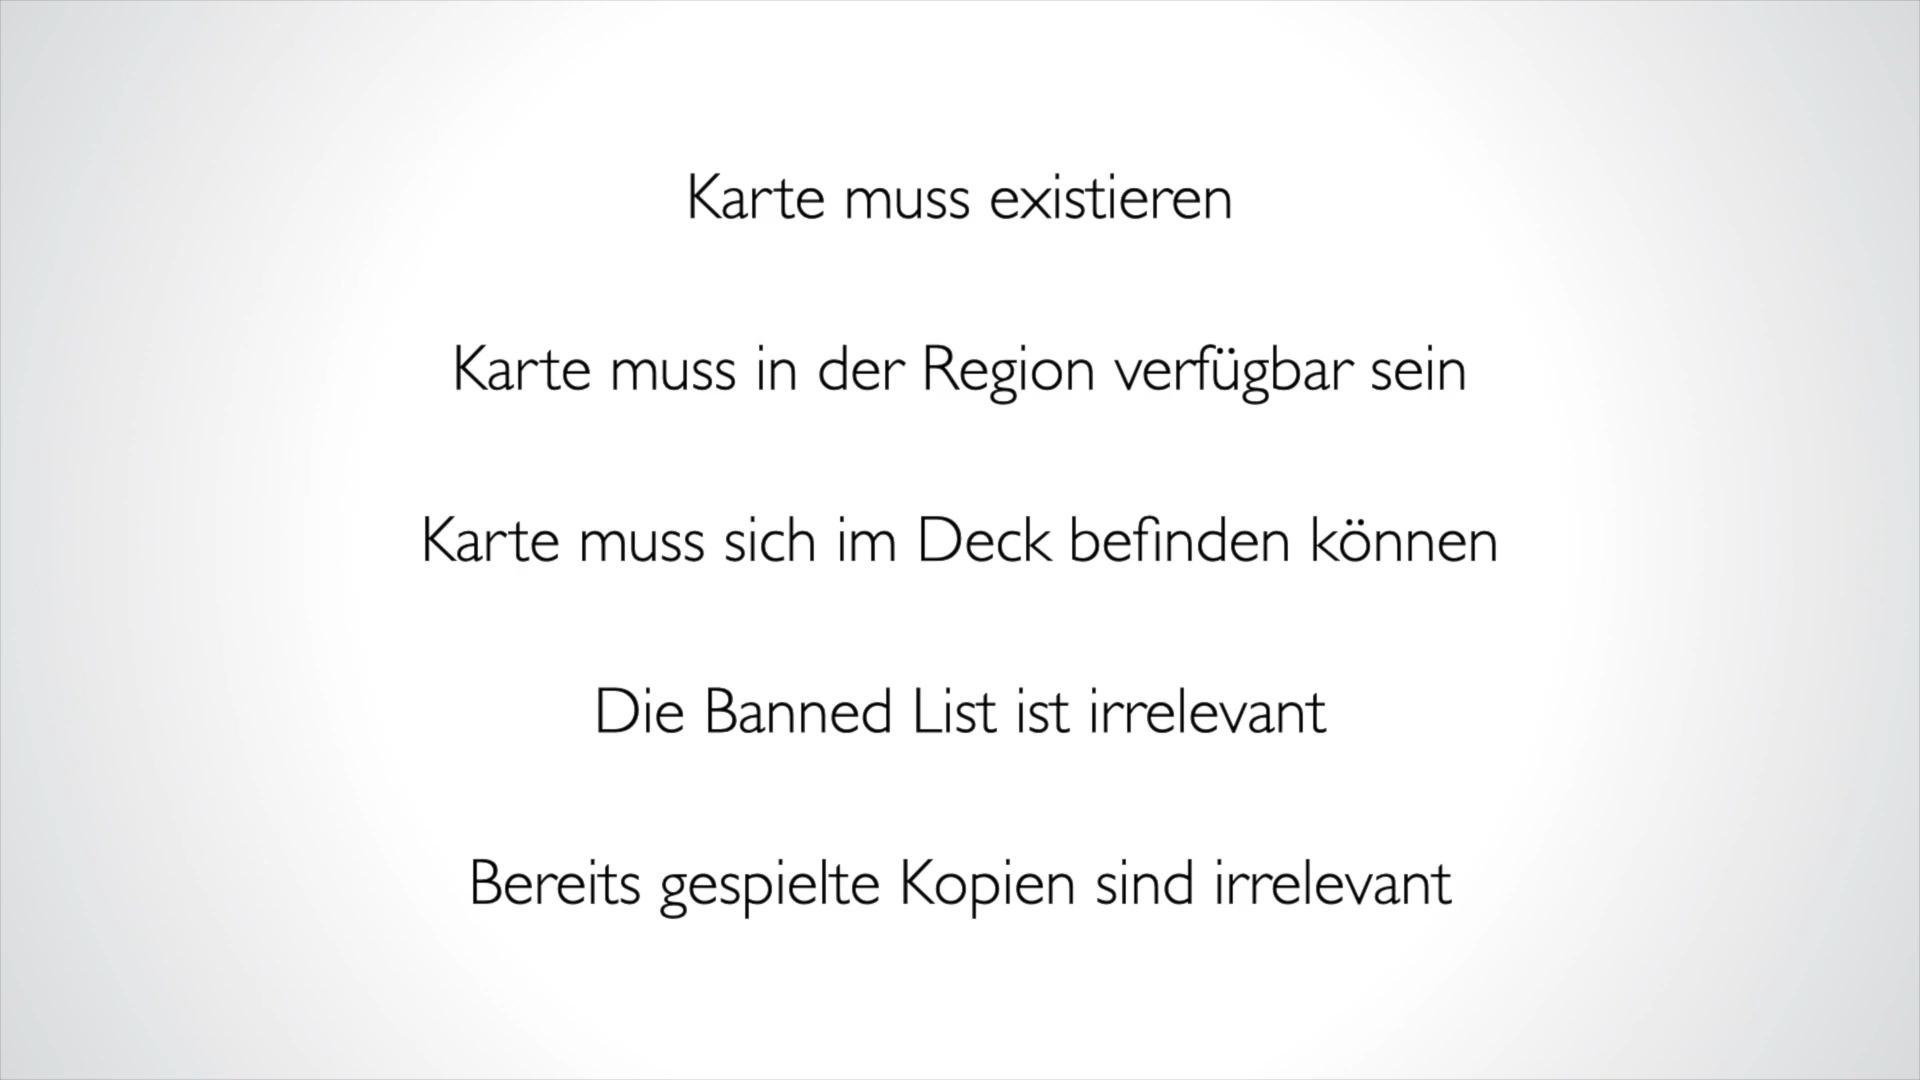 Karte muss existieren
Karte muss in der Region verfügbar sein
Karte muss sich im Deck befinden können
Die Banned List ist irrelevant
Bereits gespielte Kopien sind irrelevant